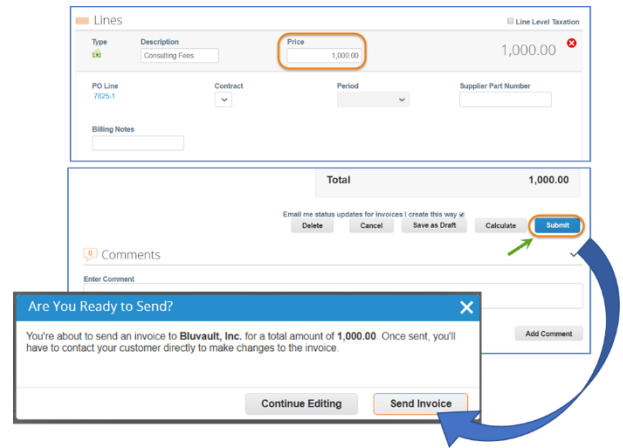 Lines
Line Level Taxation
Type Description Price
Consulting Fees 1,000.00 1,000.00
PO Line Contract Period Supplier Part Number
7825-1
Billing Notes
Total 1,000.00
Email me status updates for invoices I create this way
Delete Cancel Save as Draft Calculate Submit
0 Comments
Enter Comment
Add Comment
Are You Ready to Send?
You're about to send an invoice to Bluvault, Inc. for a total amount of 1,000.00. Once sent, you'll
have to contact your customer directly to make changes to the invoice.
Continue Editing Send Invoice